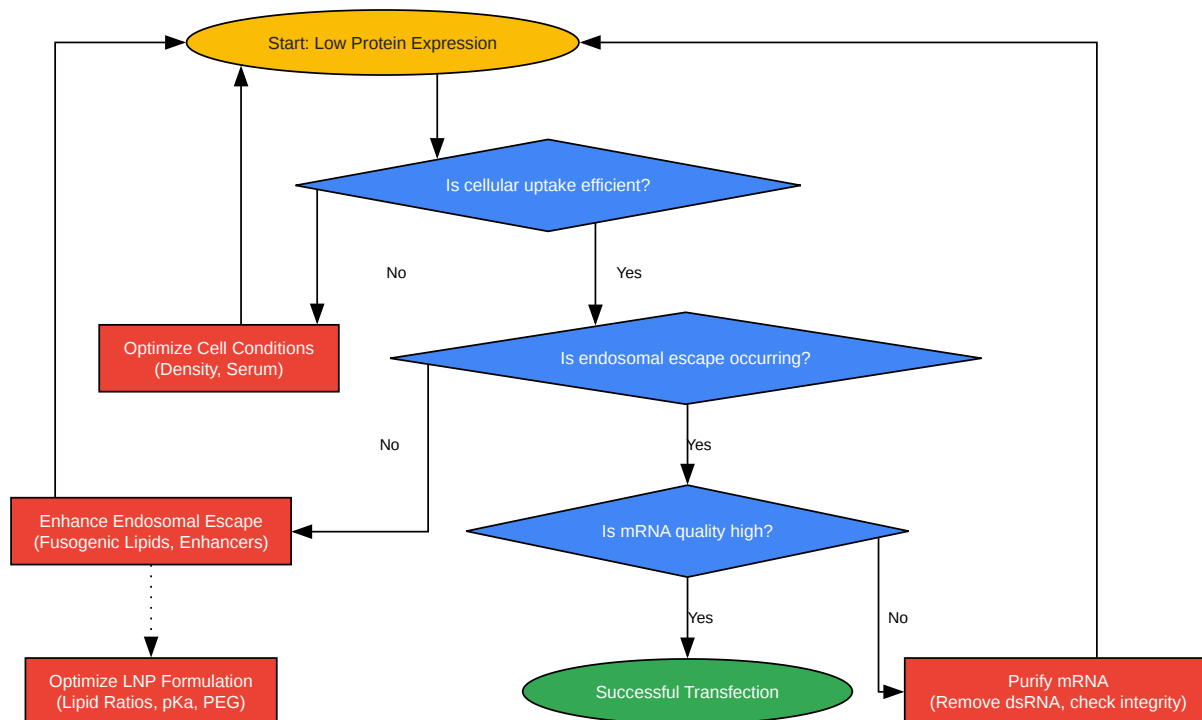 Start: Low Protein Expression
Is cellular uptake efficient?
No
Yes
Optimize Cell Conditions
(Density, Serum)
Is endosomal escape occurring?
No
Yes
Enhance Endosomal Escape
(Fusogenic Lipids, Enhancers)
Is mRNA quality high?
Yes
No
Optimize LNP Formulation
(Lipid Ratios, pKa, PEG)
Successful Transfection
Purify mRNA
(Remove dsRNA, check integrity)